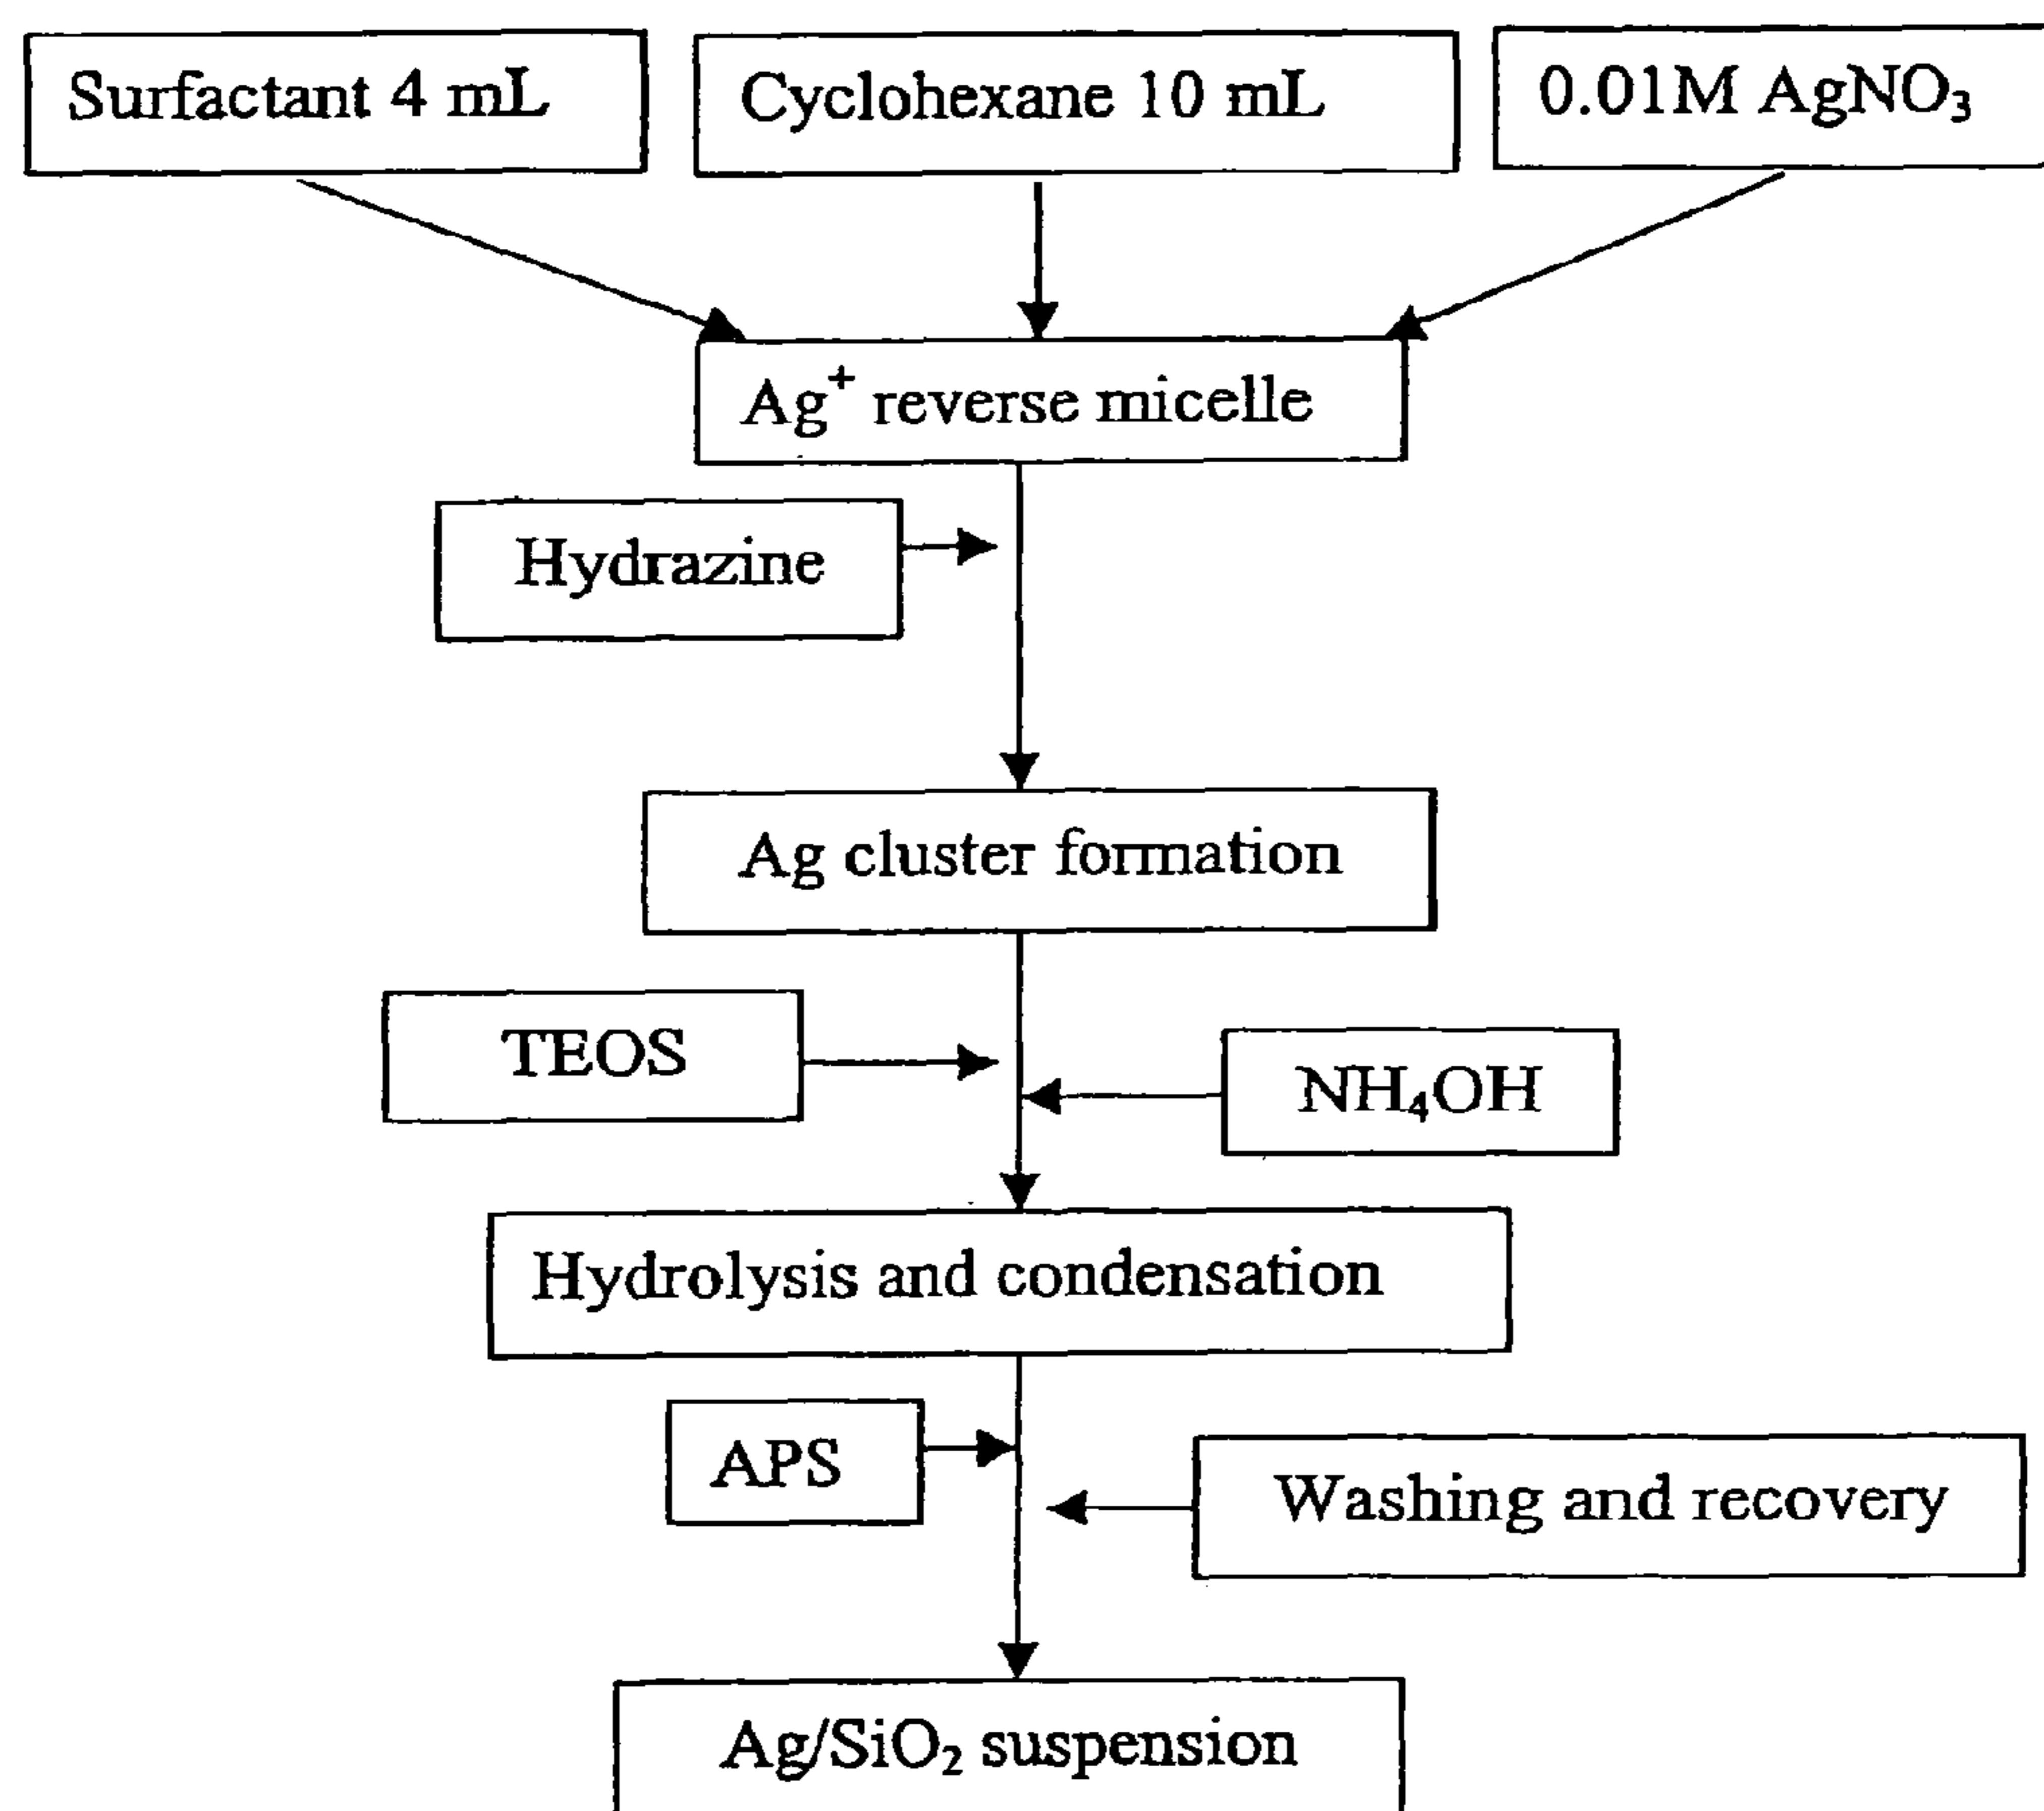 Surfactant 4 mL
Cyclohexane 10 mL
0.01M AgNO₃
Ag⁺ reverse micelle
Hydrazine
Ag cluster formation
TEOS
NH₄OH
Hydrolysis and condensation
APS
Washing and recovery
Ag/SiO₂ suspension